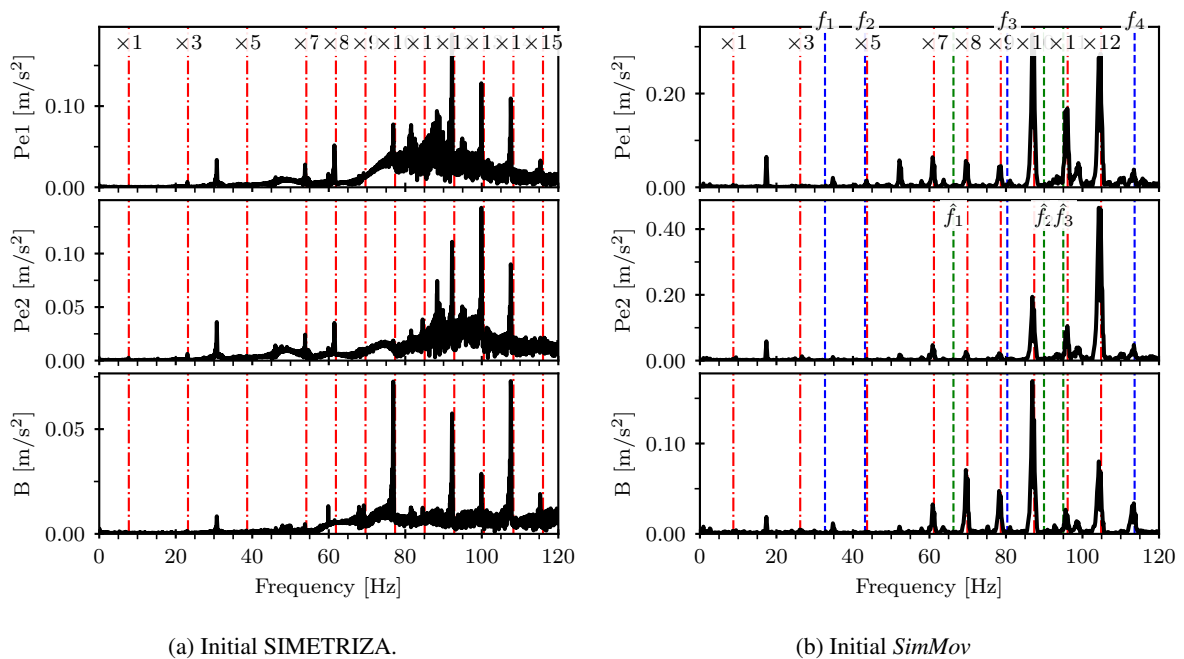 ×1 ×3 ×5 ×7 ×8
Pe1 [m/s²]
0.10
0.00
Pe2 [m/s²]
0.10
0.05
0.00
B [m/s²]
0.05
0.00
0 20 40 60 80 100 120
Frequency [Hz]
(a) Initial SIMETRIZA.
f₁ f₂ f₃ f₄
×1 ×3 ×5 ×7 ×8 ×12
Pe1 [m/s²]
0.20
0.00
f̂₁ f̂₃
Pe2 [m/s²]
0.40
0.20
0.00
B [m/s²]
0.10
0.00
0 20 40 60 80 100 120
Frequency [Hz]
(b) Initial SimMov